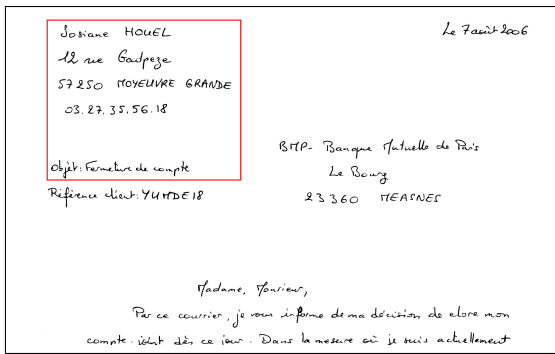 Josiane HOUEL
Le 7 août 2006
12 rue Gadpeze
57250 MOYEUVRE GRANDE
03.27.35.56.18
BMP- Banque Mutuelle de Paris
Objet: Fermeture de compte
Le Bourg
Référence client: YUMDE18
23360 MEASNES
Madame, Monsieur,
Par ce courrier, je vous informe de ma décision de clore mon
compte-joint dès ce jour. Dans la mesure où je suis actuellement